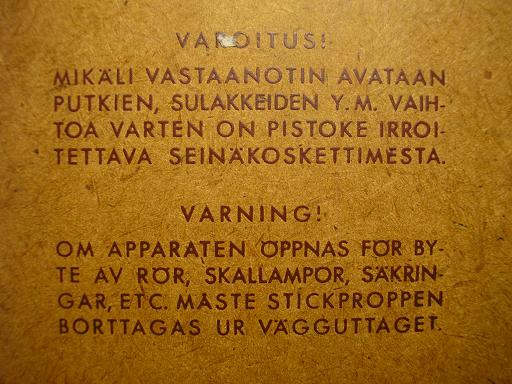 VAROITUS!
MIKÄLI VASTAANOTIN AVATAAN
PUTKIEN, SULAKKEIDEN Y.M. VAIH-
TOA VARTEN ON PISTOKE IRROI-
TETTAVA SEINÄKOSKETTIMESTA.
VARNING!
OM APPARATEN ÖPPNAS FÖR BY-
TE AV RÖR, SKALLAMPOR, SÄKRIN-
GAR, ETC. MÅSTE STICKPROPPEN
BORTTAGAS UR VÄGGUTTAGET.